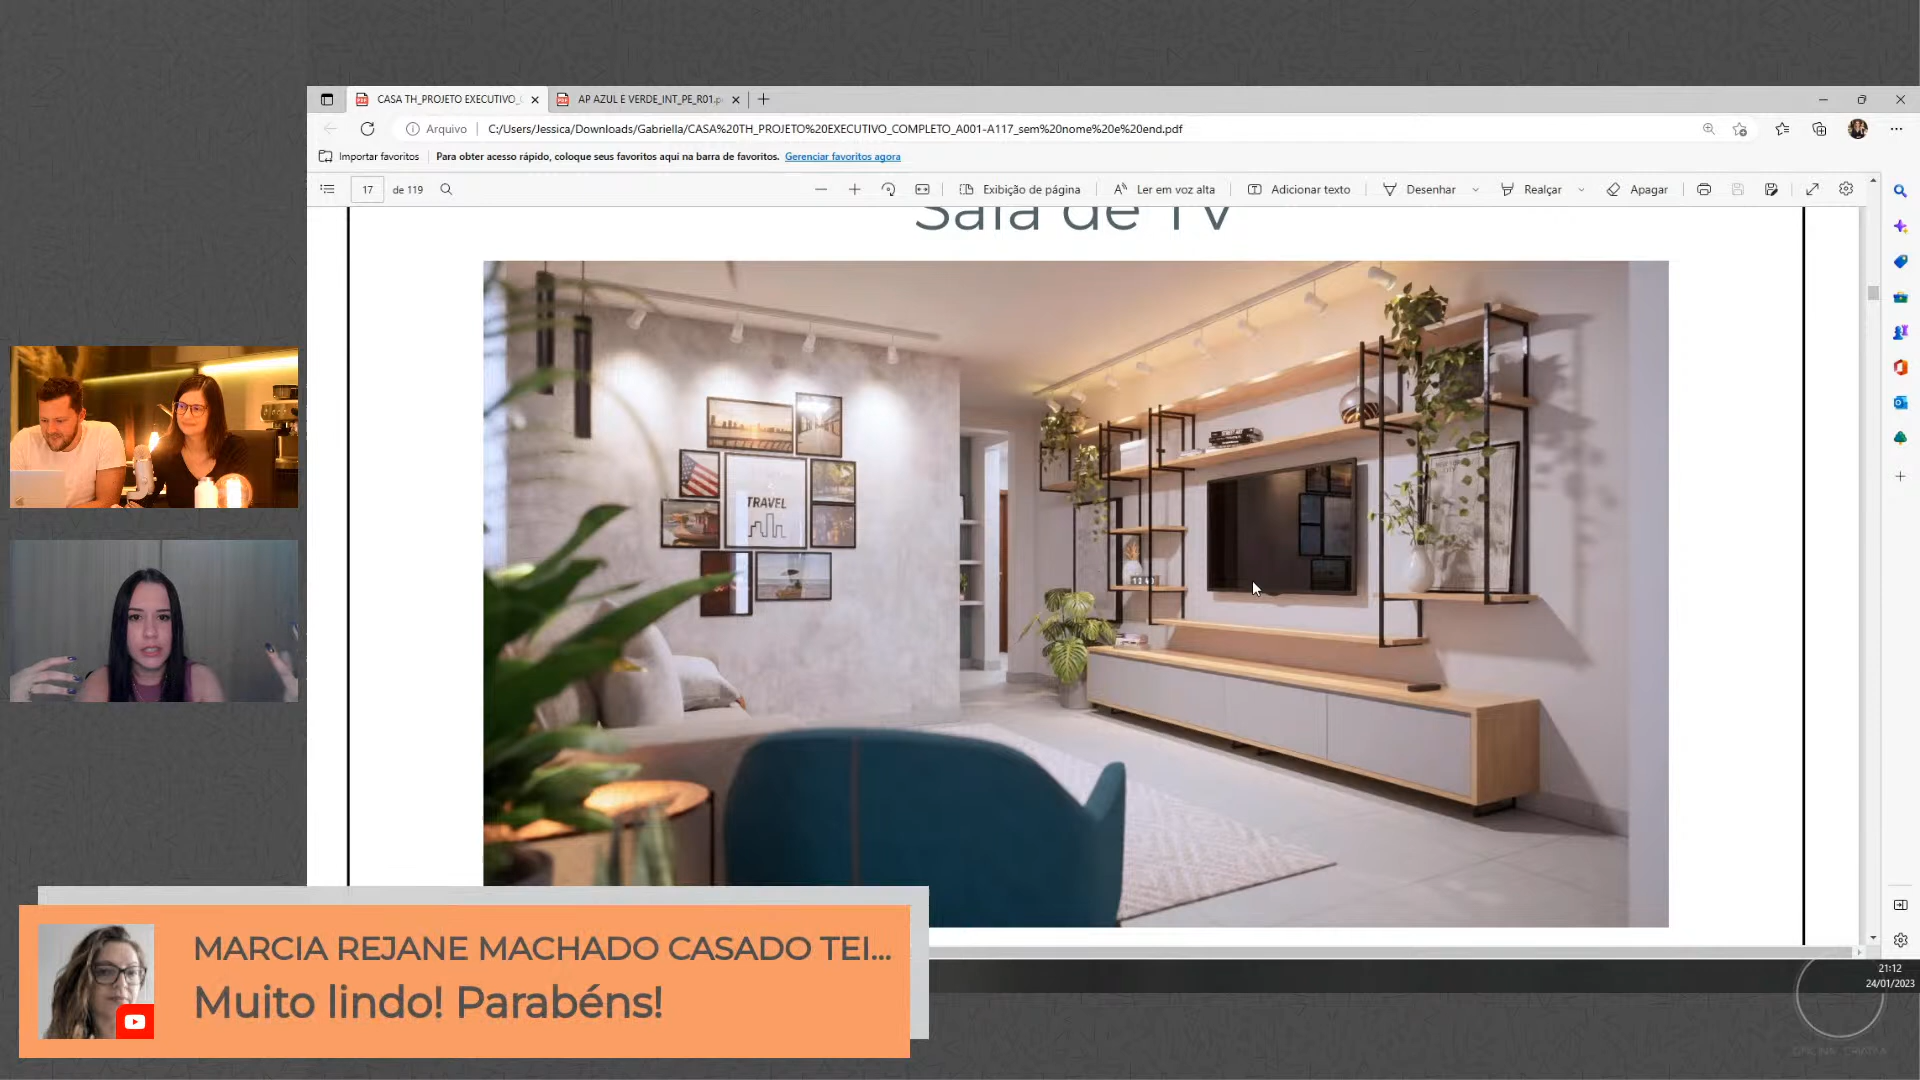 CASA TH_PROJETO EXECUTIVO_
AP AZUL E VERDE_INT_PE_R01.p
Arquivo
C:/Users/Jessica/Downloads/Gabriella/CASA%20TH_PROJETO%20EXECUTIVO_COMPLETO_A001-A117_sem%20nome%20e%20end.pdf
Importar favoritos
Para obter acesso rápido, coloque seus favoritos aqui na barra de favoritos. Gerenciar favoritos agora
17 de 119
Exibição de página
Ler em voz alta
Adicionar texto
Desenhar
Realçar
Apagar
Sala de TV
TRAVEL
MARCIA REJANE MACHADO CASADO TEI...
Muito lindo! Parabéns!
21:12
24/01/2023